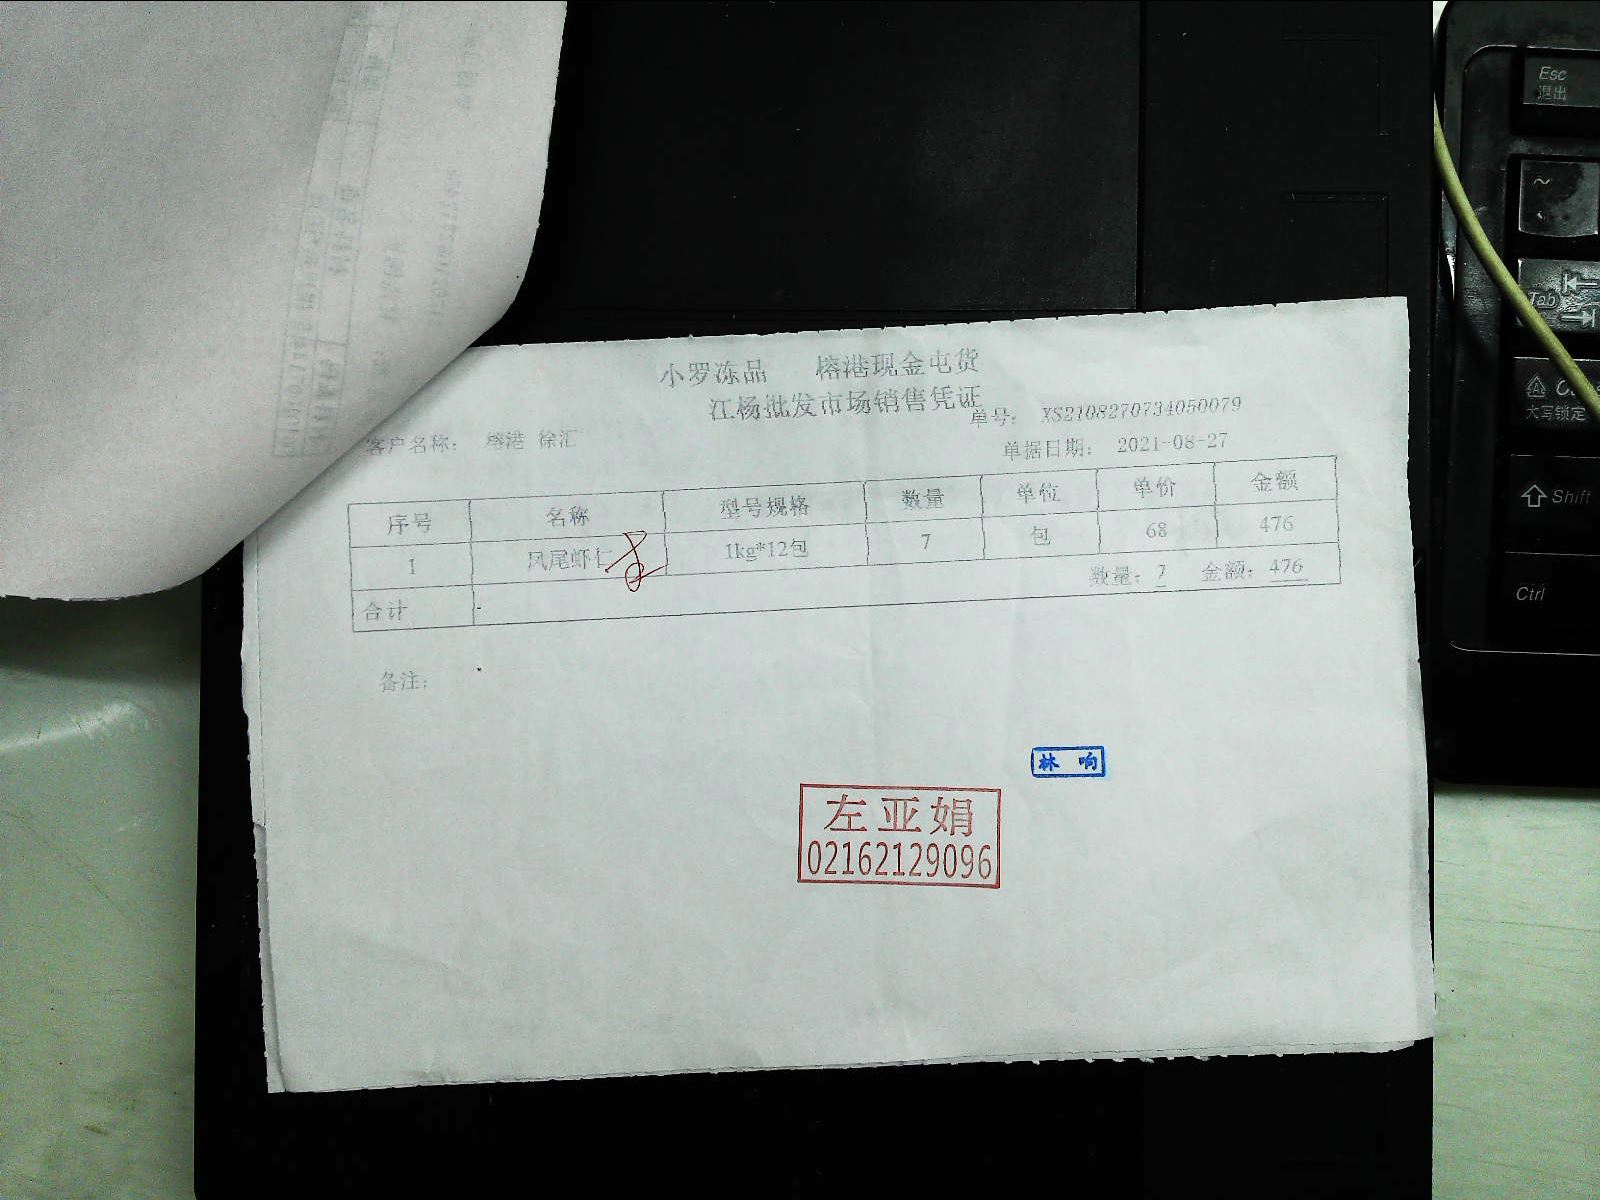 小罗冻品 榕港现金屯货
江杨批发市场销售凭证
单号： XS2108270734050079
客户名称： 榕港 徐汇
单据日期： 2021-08-27
序号 名称 型号规格 数量 单位 单价 金额
1 凤尾虾仁 1kg*12包 7 包 68 476
合计 数量：7 金额：476
备注：
林 响
左亚娟
02162129096
Esc
退出
~
Tab
大写锁定
Shift
Ctrl